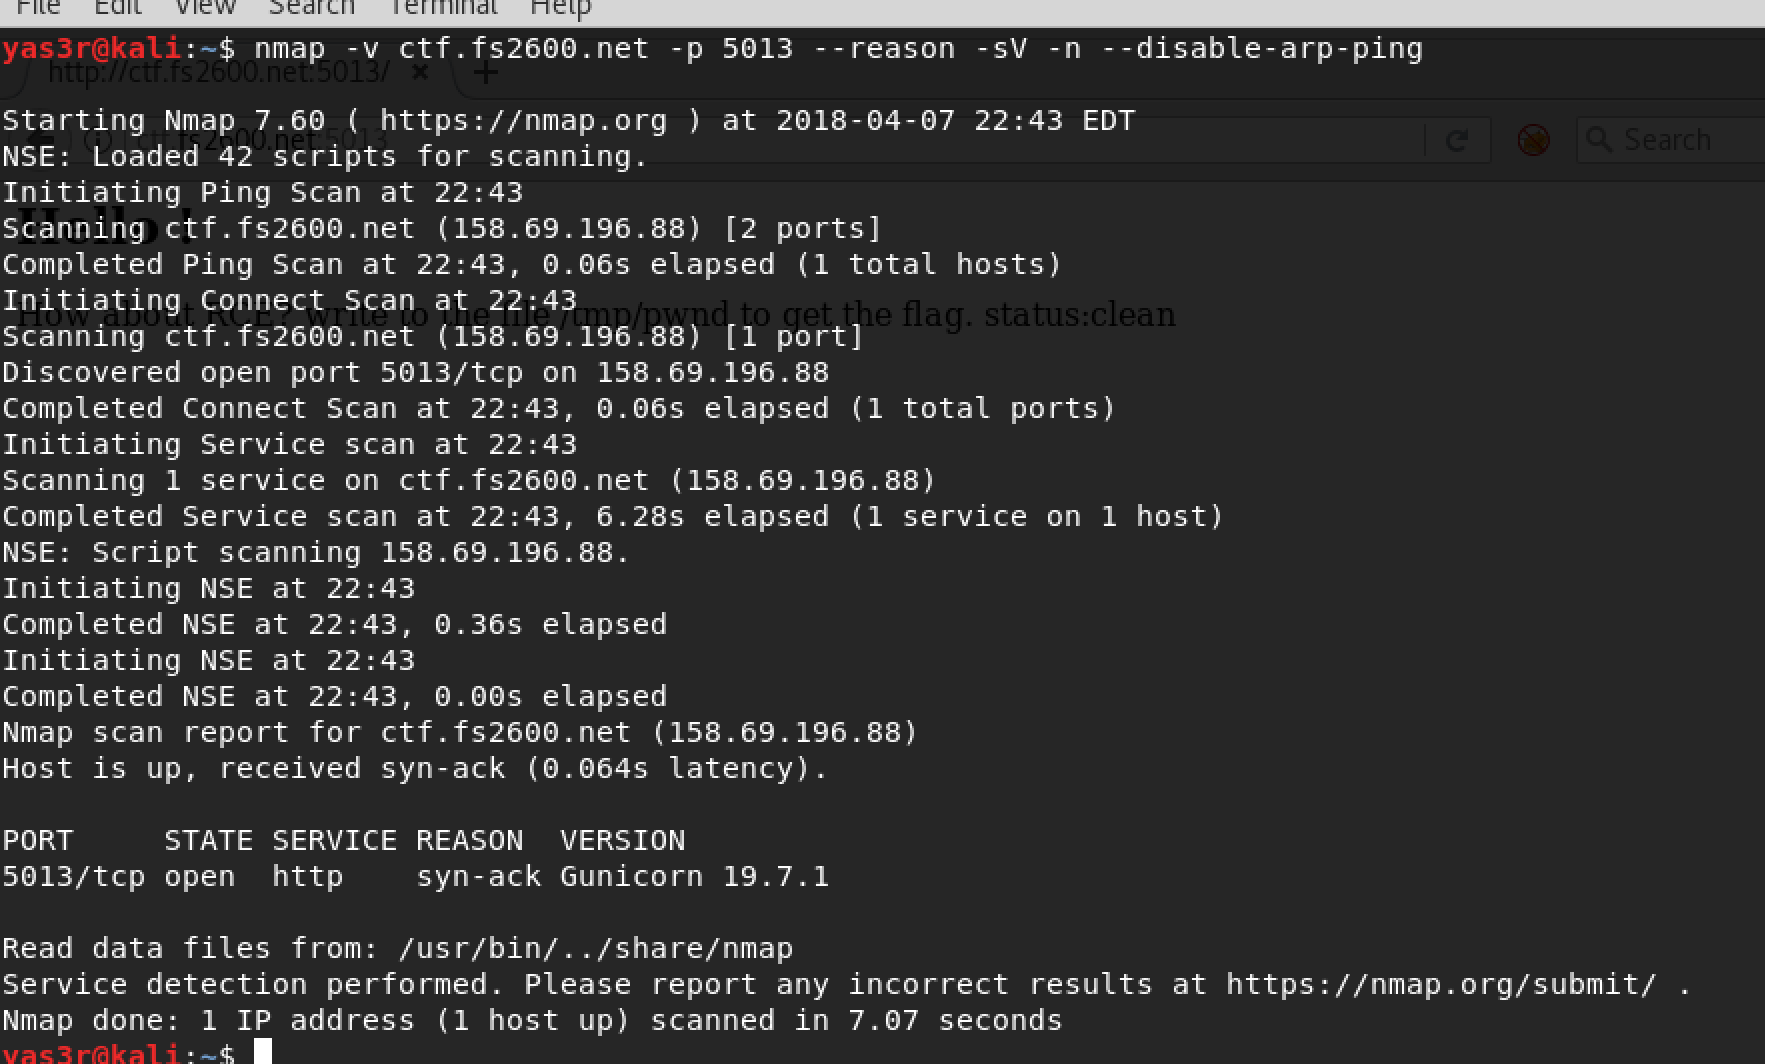 File Edit View Search Terminal Help
yas3r@kali:~$ nmap -v ctf.fs2600.net -p 5013 --reason -sV -n --disable-arp-ping
http://ctf.fs2600.net:5013/
Starting Nmap 7.60 ( https://nmap.org ) at 2018-04-07 22:43 EDT
ctf.fs2600.net:5013
Search
NSE: Loaded 42 scripts for scanning.
Initiating Ping Scan at 22:43
Hello !
Scanning ctf.fs2600.net (158.69.196.88) [2 ports]
Completed Ping Scan at 22:43, 0.06s elapsed (1 total hosts)
Initiating Connect Scan at 22:43
How about RCE? write to the file /tmp/pwnd to get the flag. status:clean
Scanning ctf.fs2600.net (158.69.196.88) [1 port]
Discovered open port 5013/tcp on 158.69.196.88
Completed Connect Scan at 22:43, 0.06s elapsed (1 total ports)
Initiating Service scan at 22:43
Scanning 1 service on ctf.fs2600.net (158.69.196.88)
Completed Service scan at 22:43, 6.28s elapsed (1 service on 1 host)
NSE: Script scanning 158.69.196.88.
Initiating NSE at 22:43
Completed NSE at 22:43, 0.36s elapsed
Initiating NSE at 22:43
Completed NSE at 22:43, 0.00s elapsed
Nmap scan report for ctf.fs2600.net (158.69.196.88)
Host is up, received syn-ack (0.064s latency).
PORT     STATE SERVICE REASON  VERSION
5013/tcp open  http    syn-ack Gunicorn 19.7.1
Read data files from: /usr/bin/../share/nmap
Service detection performed. Please report any incorrect results at https://nmap.org/submit/ .
Nmap done: 1 IP address (1 host up) scanned in 7.07 seconds
yas3r@kali:~$